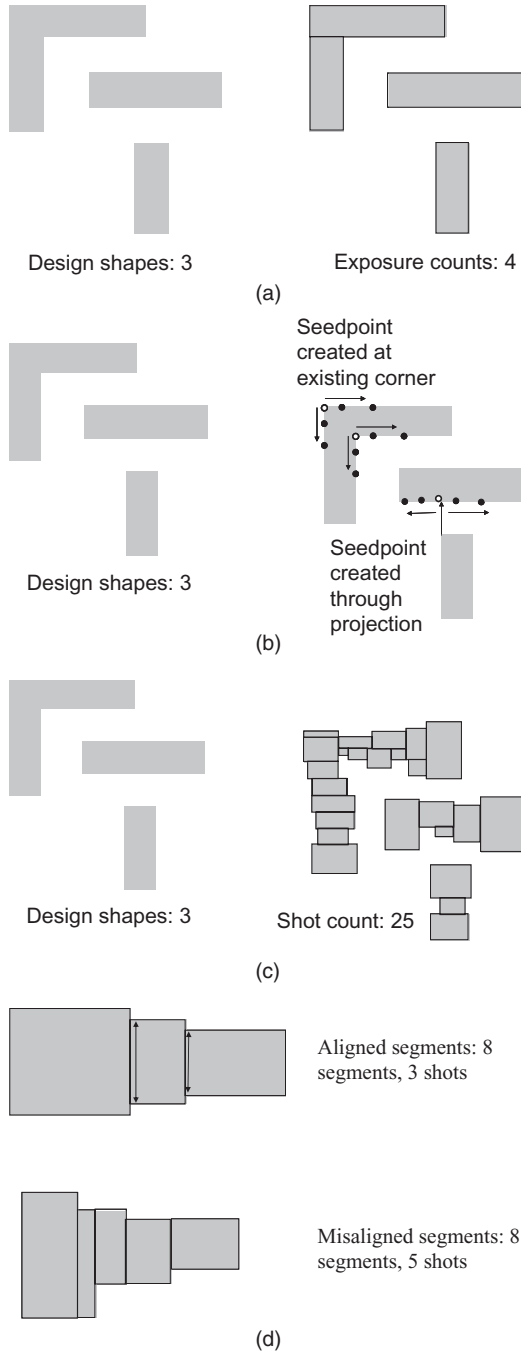 Design shapes: 3
Exposure counts: 4
(a)
Seedpoint
created at
existing corner
Design shapes: 3
Seedpoint
created
through
projection
(b)
Design shapes: 3
Shot count: 25
(c)
Aligned segments: 8
segments, 3 shots
Misaligned segments: 8
segments, 5 shots
(d)